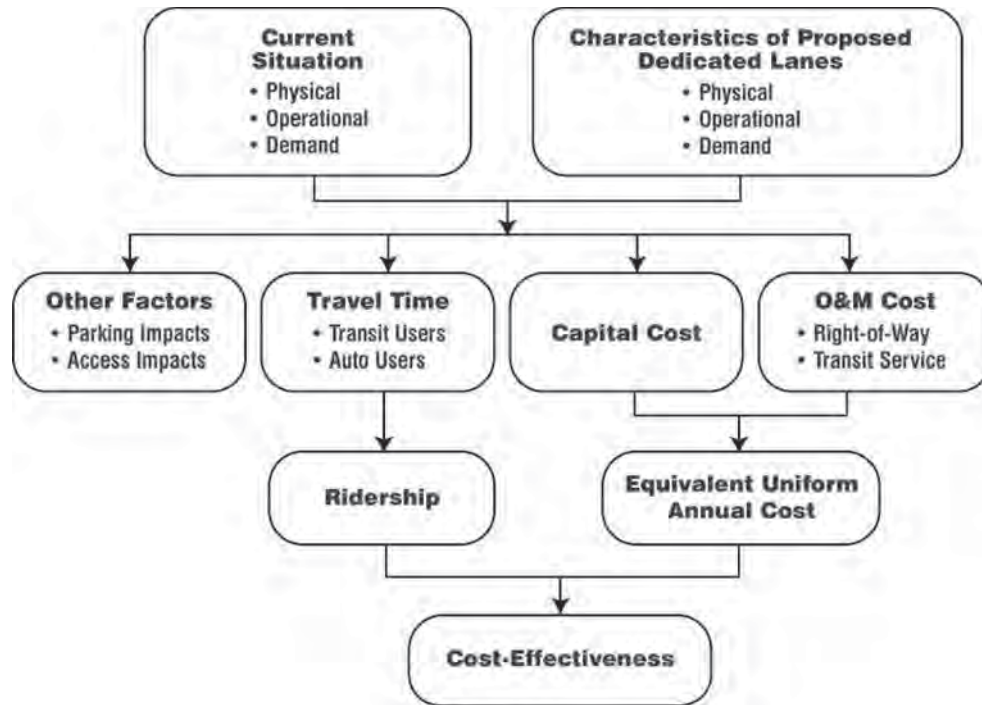 Current
Situation
• Physical
• Operational
• Demand
Characteristics of Proposed
Dedicated Lanes
• Physical
• Operational
• Demand
Other Factors
• Parking Impacts
• Access Impacts
Travel Time
• Transit Users
• Auto Users
Capital Cost
O&M Cost
• Right-of-Way
• Transit Service
Ridership
Equivalent Uniform
Annual Cost
Cost-Effectiveness